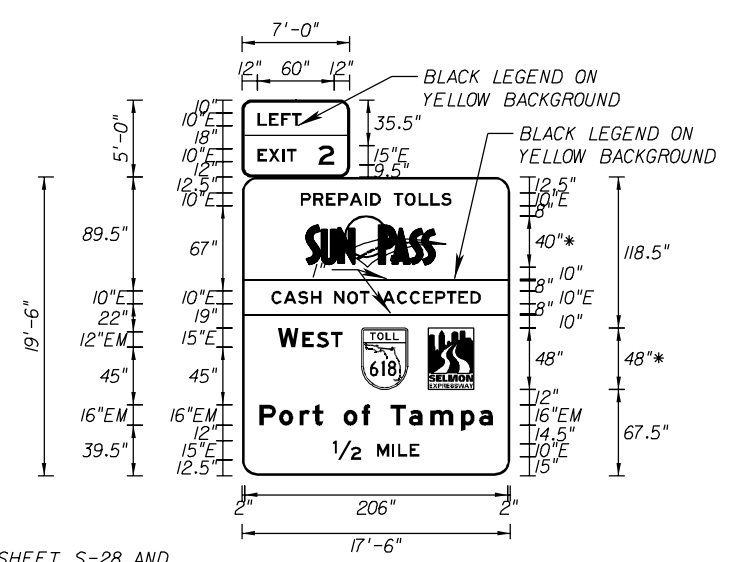 7'-0"
12" 60" 12"
BLACK LEGEND ON
YELLOW BACKGROUND
10"
10"E
18"
10"E
12"
5'-0"
LEFT
EXIT 2
35.5"
15"E
9.5"
BLACK LEGEND ON
YELLOW BACKGROUND
12.5"
10"E
67"
10"E
19"
15"E
45"
16"EM
12"
15"E
12.5"
89.5"
10"E
22"
12"EM
45"
16"EM
39.5"
19'-6"
PREPAID TOLLS
SUN PASS
1"
CASH NOT ACCEPTED
WEST
TOLL
618
SELMON
EXPRESSWAY
Port of Tampa
1/2 MILE
12.5"
10"E
8"
40"*
10"
8"
10"E
8"
10"
48"
12"
16"EM
14.5"
10"E
15"
118.5"
48"*
67.5"
2" 206" 2"
17'-6"
SHEET S-28 AND